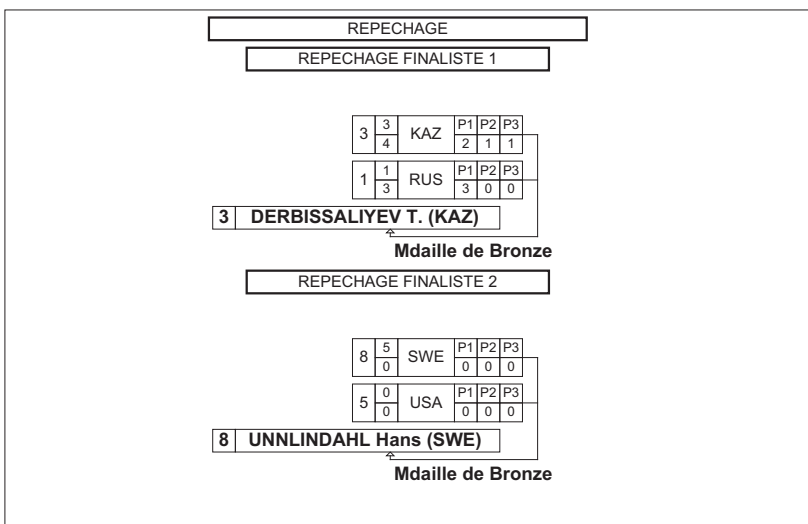 REPECHAGE
REPECHAGE FINALISTE 1
3 3 KAZ P1 P2 P3
4 2 1 1
1 1 RUS P1 P2 P3
3 3 0 0
3 DERBISSALIYEV T. (KAZ)
Mdaille de Bronze
REPECHAGE FINALISTE 2
8 5 SWE P1 P2 P3
0 0 0 0
5 0 USA P1 P2 P3
0 0 0 0
8 UNNLINDAHL Hans (SWE)
Mdaille de Bronze